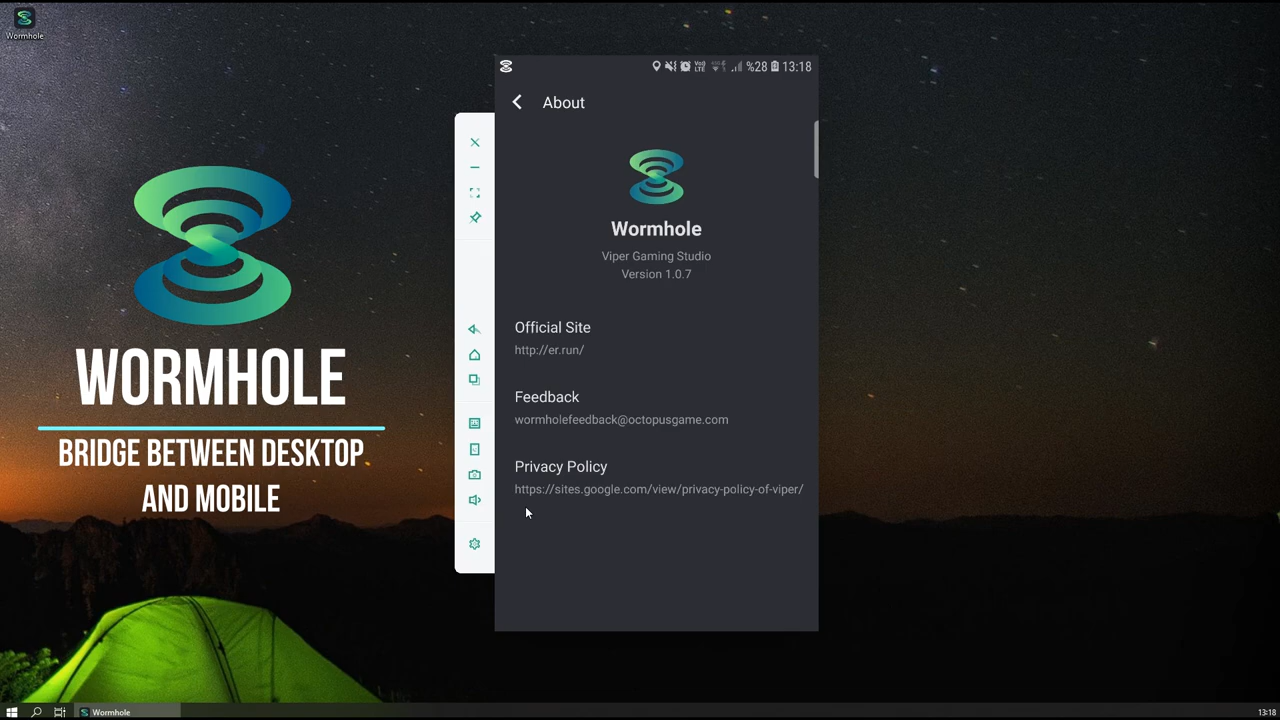 Wormhole
WORMHOLE
BRIDGE BETWEEN DESKTOP
AND MOBILE
%28 13:18
About
Wormhole
Viper Gaming Studio
Version 1.0.7
Official Site
http://er.run/
Feedback
wormholefeedback@octopusgame.com
Privacy Policy
https://sites.google.com/view/privacy-policy-of-viper/
Wormhole
13:18